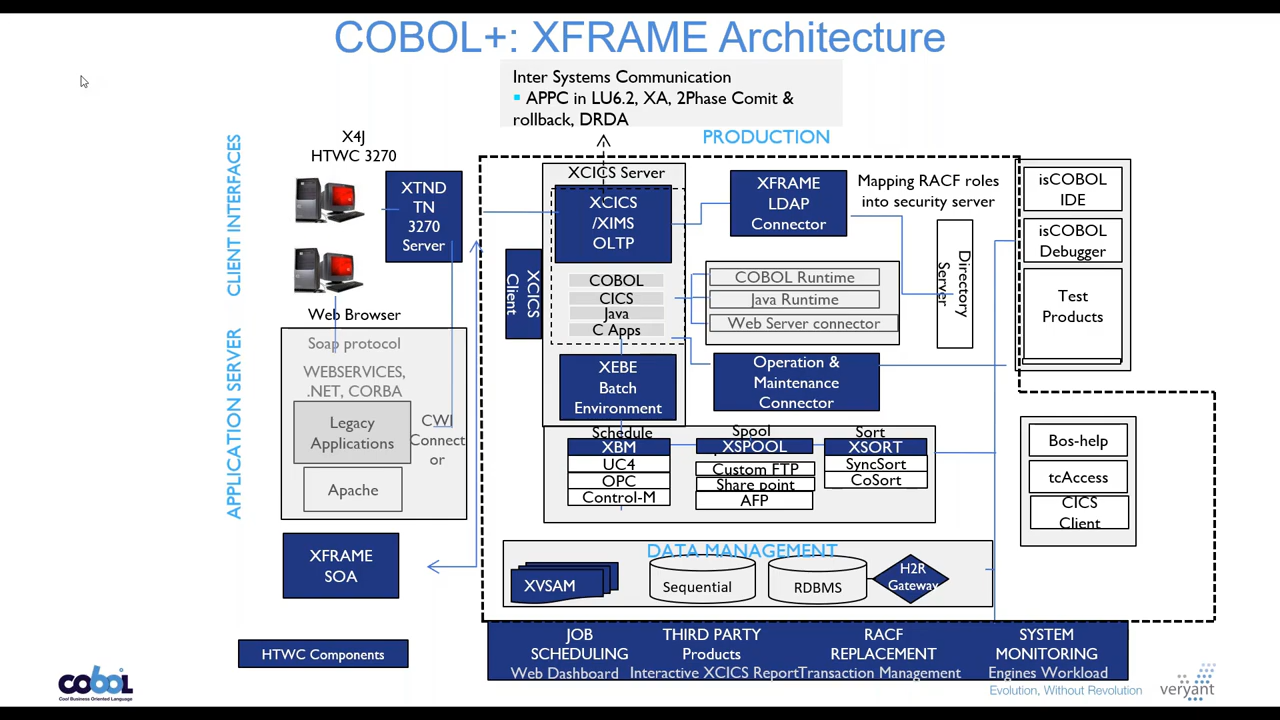 COBOL+: XFRAME Architecture
Inter Systems Communication
▪ APPC in LU6.2, XA, 2Phase Comit &
rollback, DRDA
PRODUCTION
CLIENT INTERFACES
APPLICATION SERVER
X4J
HTWC 3270
XTND
TN
3270
Server
Web Browser
Soap protocol
WEBSERVICES,
.NET, CORBA
Legacy
Applications
CWI
Connect
or
Apache
XFRAME
SOA
HTWC Components
XCICS Server
XCICS
/XIMS
OLTP
XCICS
Client
COBOL
CICS
Java
C Apps
XEBE
Batch
Environment
XFRAME
LDAP
Connector
Mapping RACF roles
into security server
Directory
Server
COBOL Runtime
Java Runtime
Web Server connector
Operation &
Maintenance
Connector
Schedule
XBM
UC4
OPC
Control-M
Spool
XSPOOL
Custom FTP
Share point
AFP
Sort
XSORT
SyncSort
CoSort
isCOBOL
IDE
isCOBOL
Debugger
Test
Products
Bos-help
tcAccess
CICS
Client
DATA MANAGEMENT
XVSAM
Sequential
RDBMS
H2R
Gateway
JOB
SCHEDULING
Web Dashboard
THIRD PARTY
Products
Interactive XCICS Report
RACF
REPLACEMENT
Transaction Management
SYSTEM
MONITORING
Engines Workload
COBOL
Cool Business Oriented Language
Evolution, Without Revolution
veryant